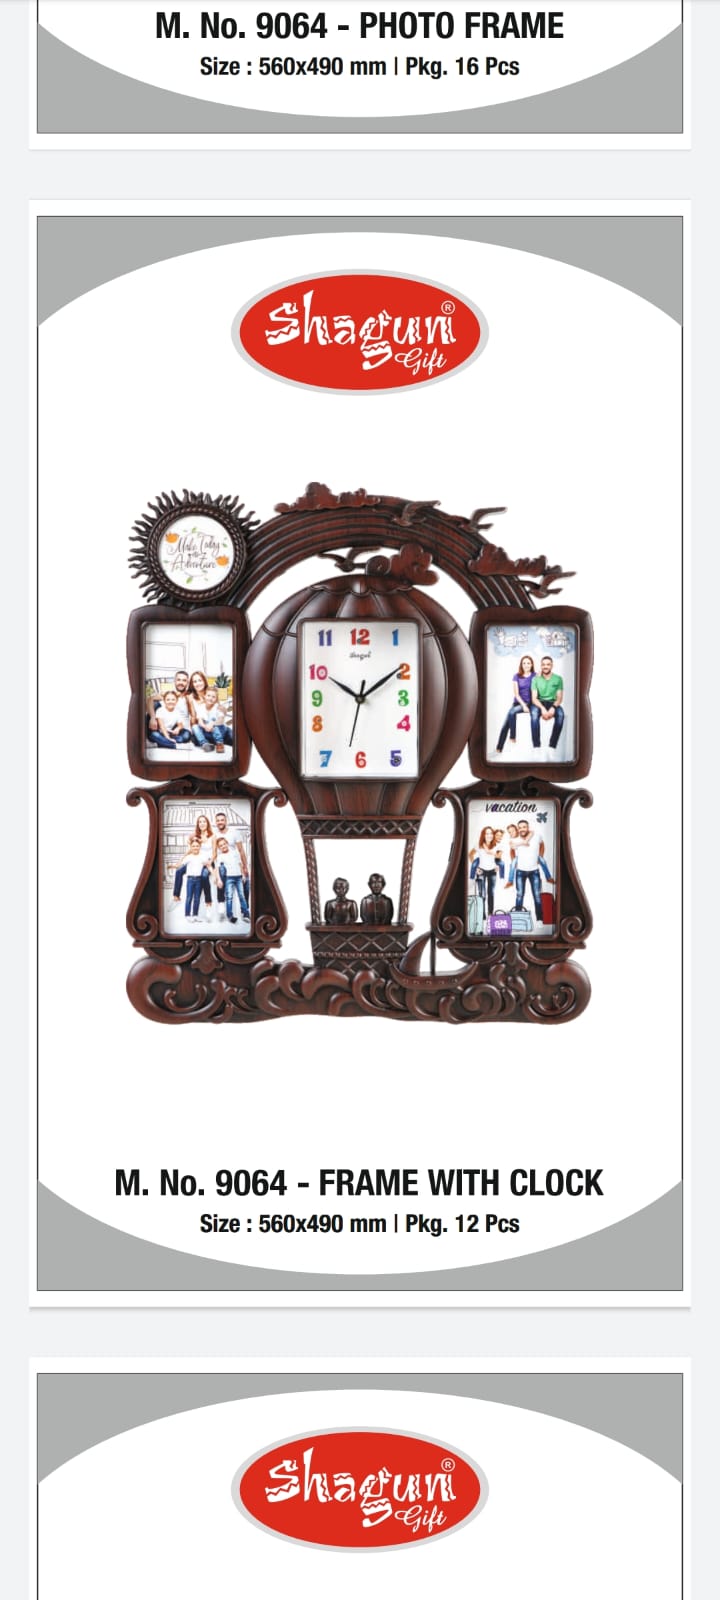 M. No. 9064 - PHOTO FRAME
Size : 560x490 mm | Pkg. 16 Pcs
Shagun®
Gift
Make Today
an
Adventure
11 12 1
Shagun
10 2
9 3
8 4
7 6 5
vacation
M. No. 9064 - FRAME WITH CLOCK
Size : 560x490 mm | Pkg. 12 Pcs
Shagun®
Gift